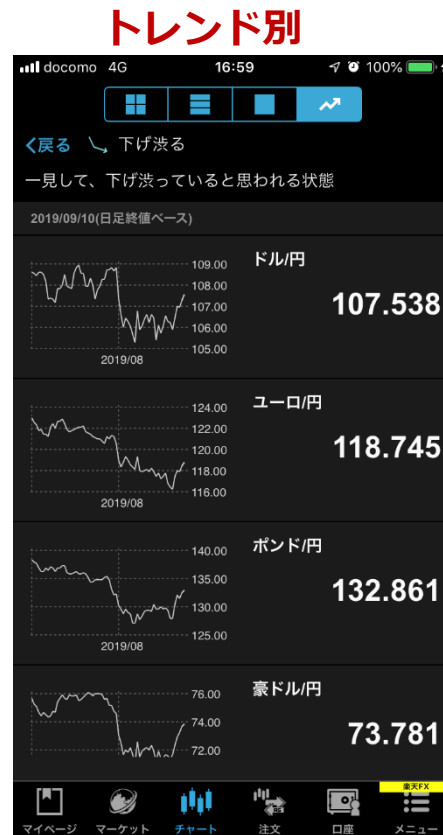 トレンド別
docomo 4G 16:59 100%
戻る 下げ渋る
一見して、下げ渋っていると思われる状態
2019/09/10(日足終値ベース)
ドル/円
107.538
109.00
108.00
107.00
106.00
105.00
2019/08
ユーロ/円
118.745
124.00
122.00
120.00
118.00
116.00
2019/08
ポンド/円
132.861
140.00
135.00
130.00
125.00
2019/08
豪ドル/円
73.781
76.00
74.00
72.00
楽天FX
マイページ マーケット チャート 注文 口座 メニュー